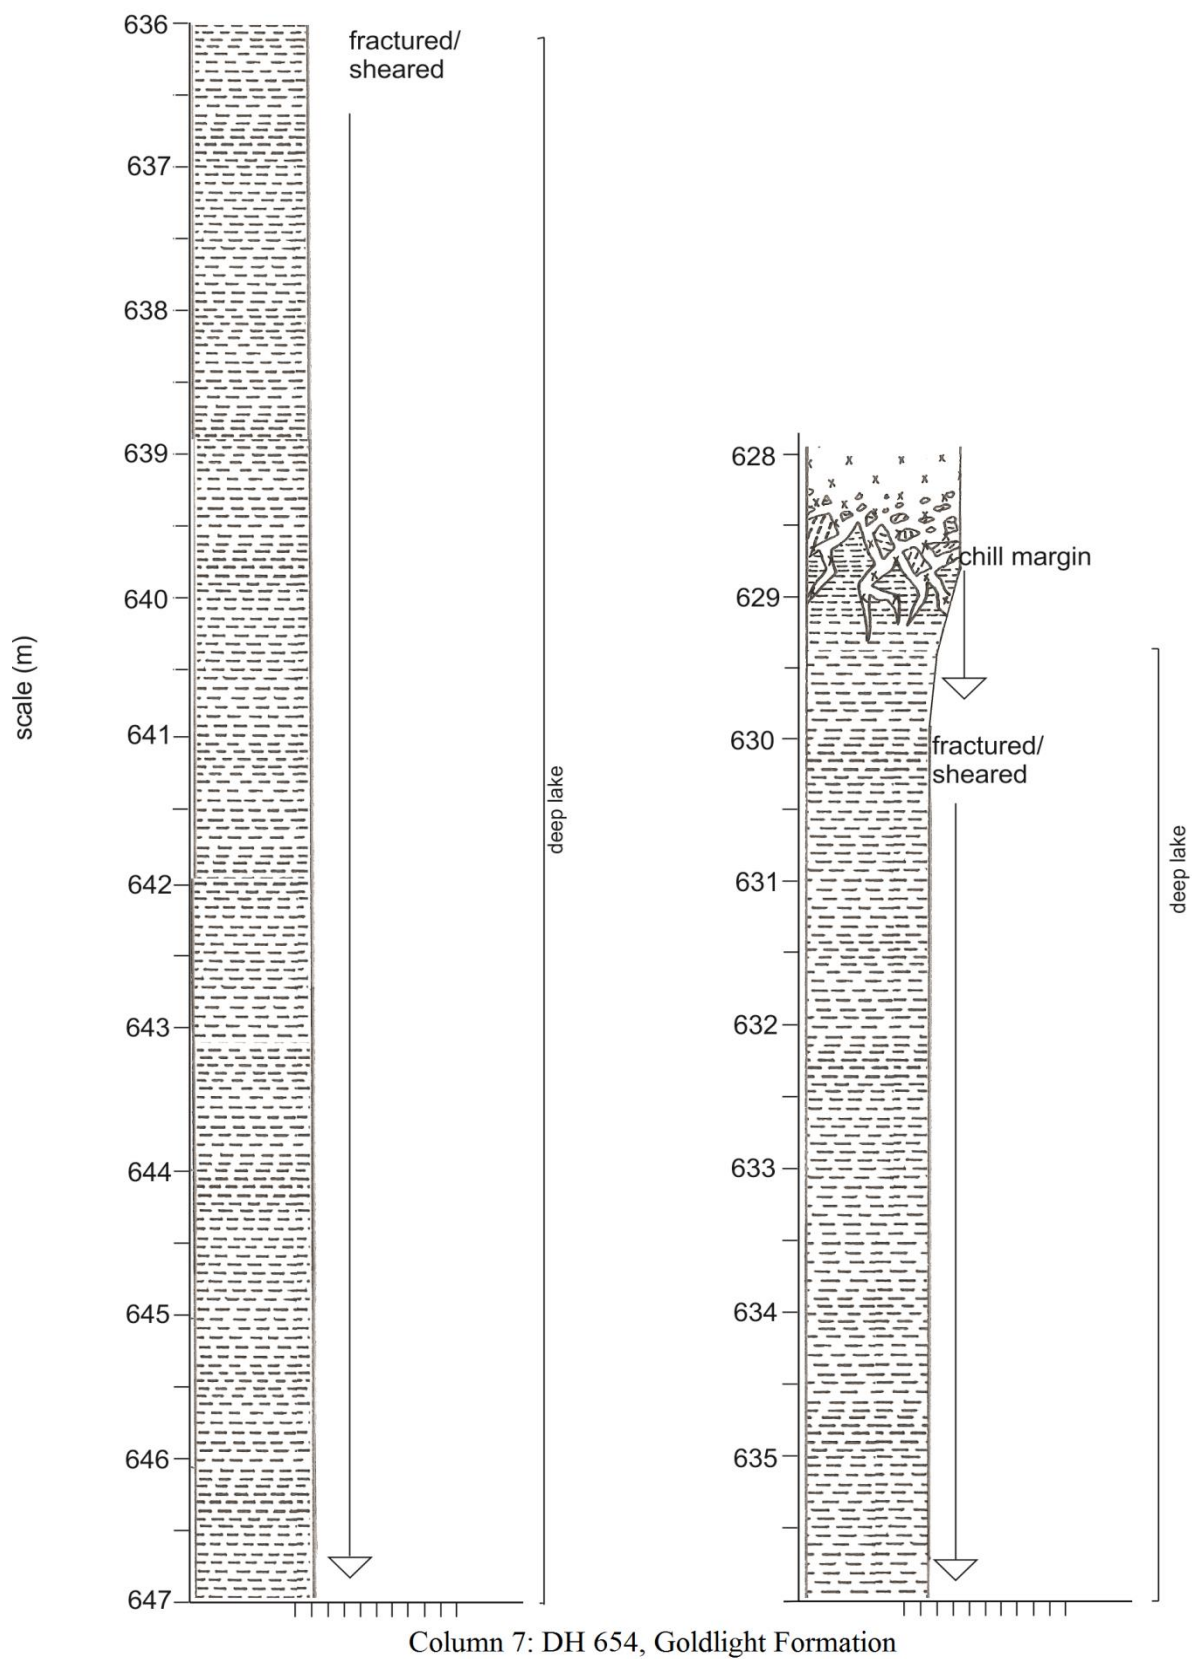 scale (m)
636
637
638
639
640
641
642
643
644
645
646
647
fractured/
sheared
deep lake
628
629
630
631
632
633
634
635
chill margin
fractured/
sheared
deep lake
Column 7: DH 654, Goldlight Formation